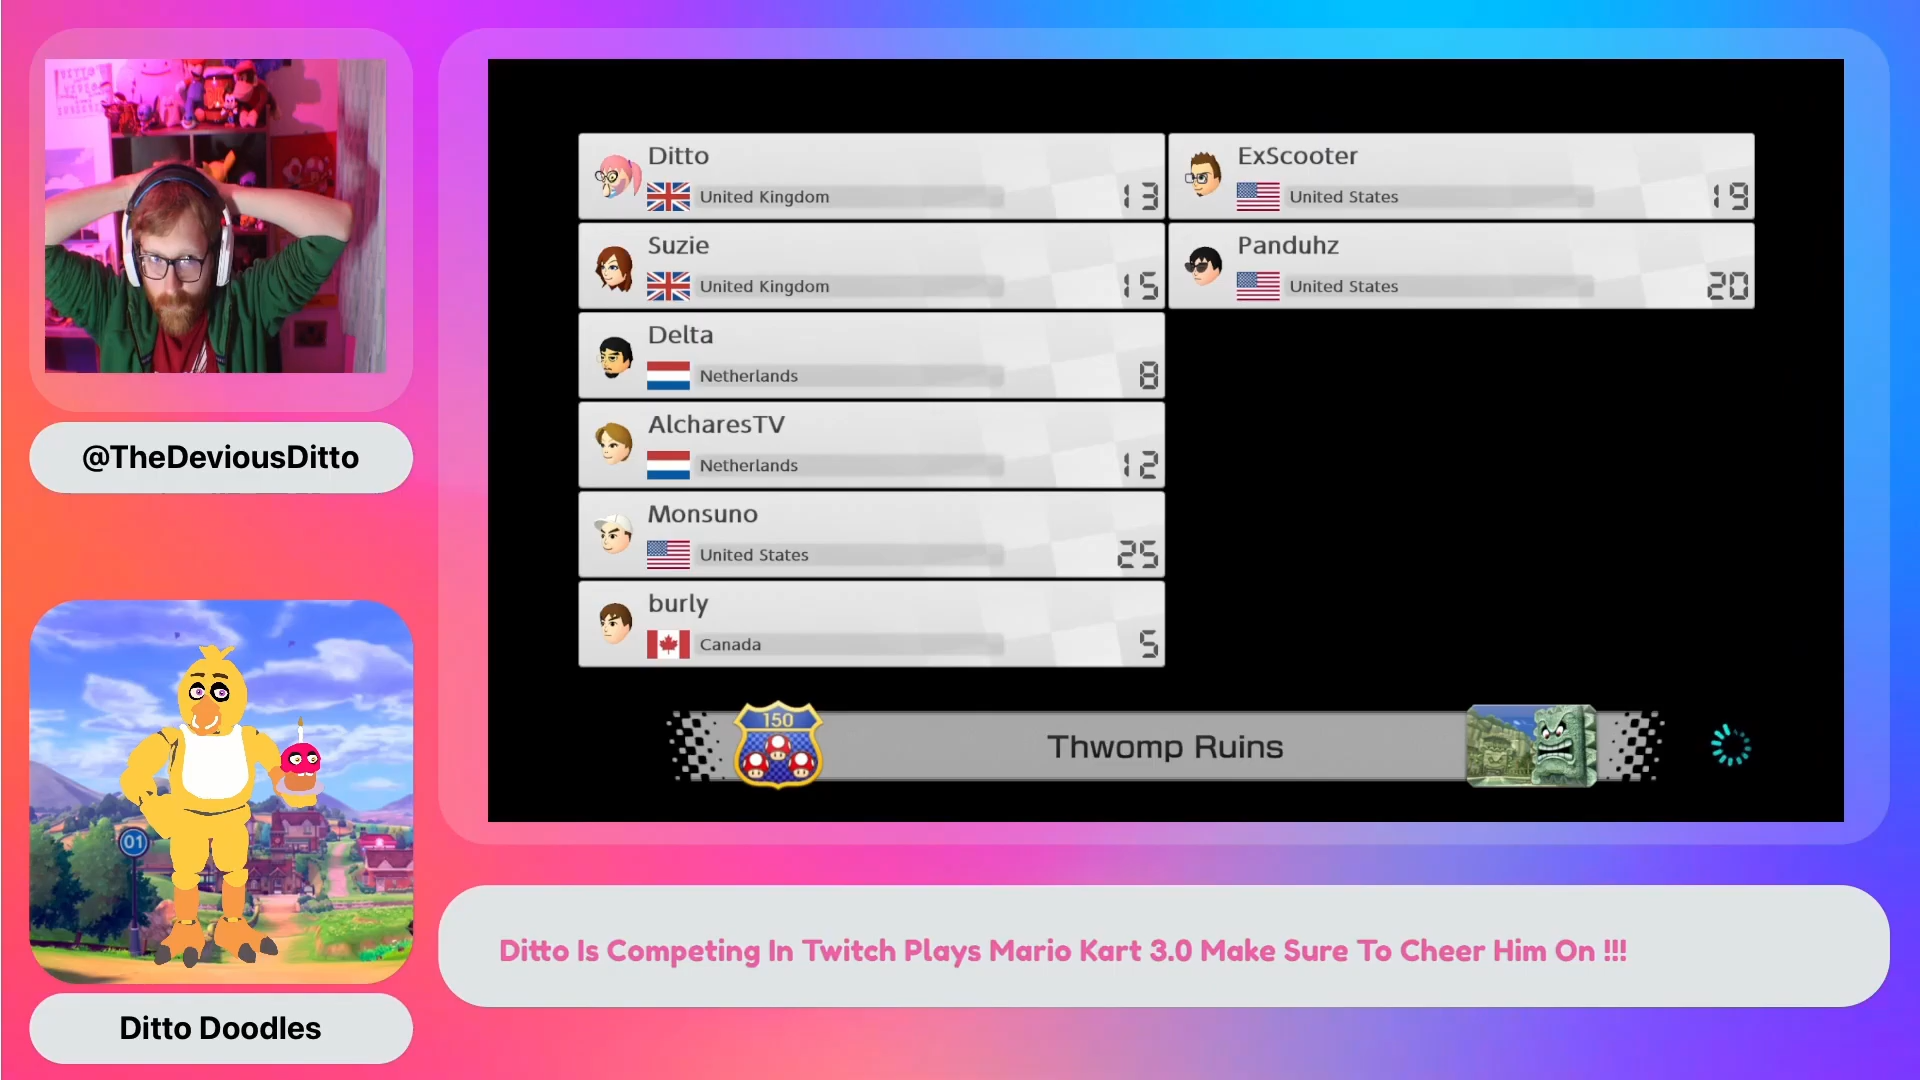 @TheDeviousDitto
Ditto
United Kingdom
13
Suzie
United Kingdom
15
Delta
Netherlands
8
AlcharesTV
Netherlands
12
Monsuno
United States
25
burly
Canada
5
ExScooter
United States
19
Panduhz
United States
20
150
Thwomp Ruins
01
Ditto Doodles
Ditto Is Competing In Twitch Plays Mario Kart 3.0 Make Sure To Cheer Him On !!!